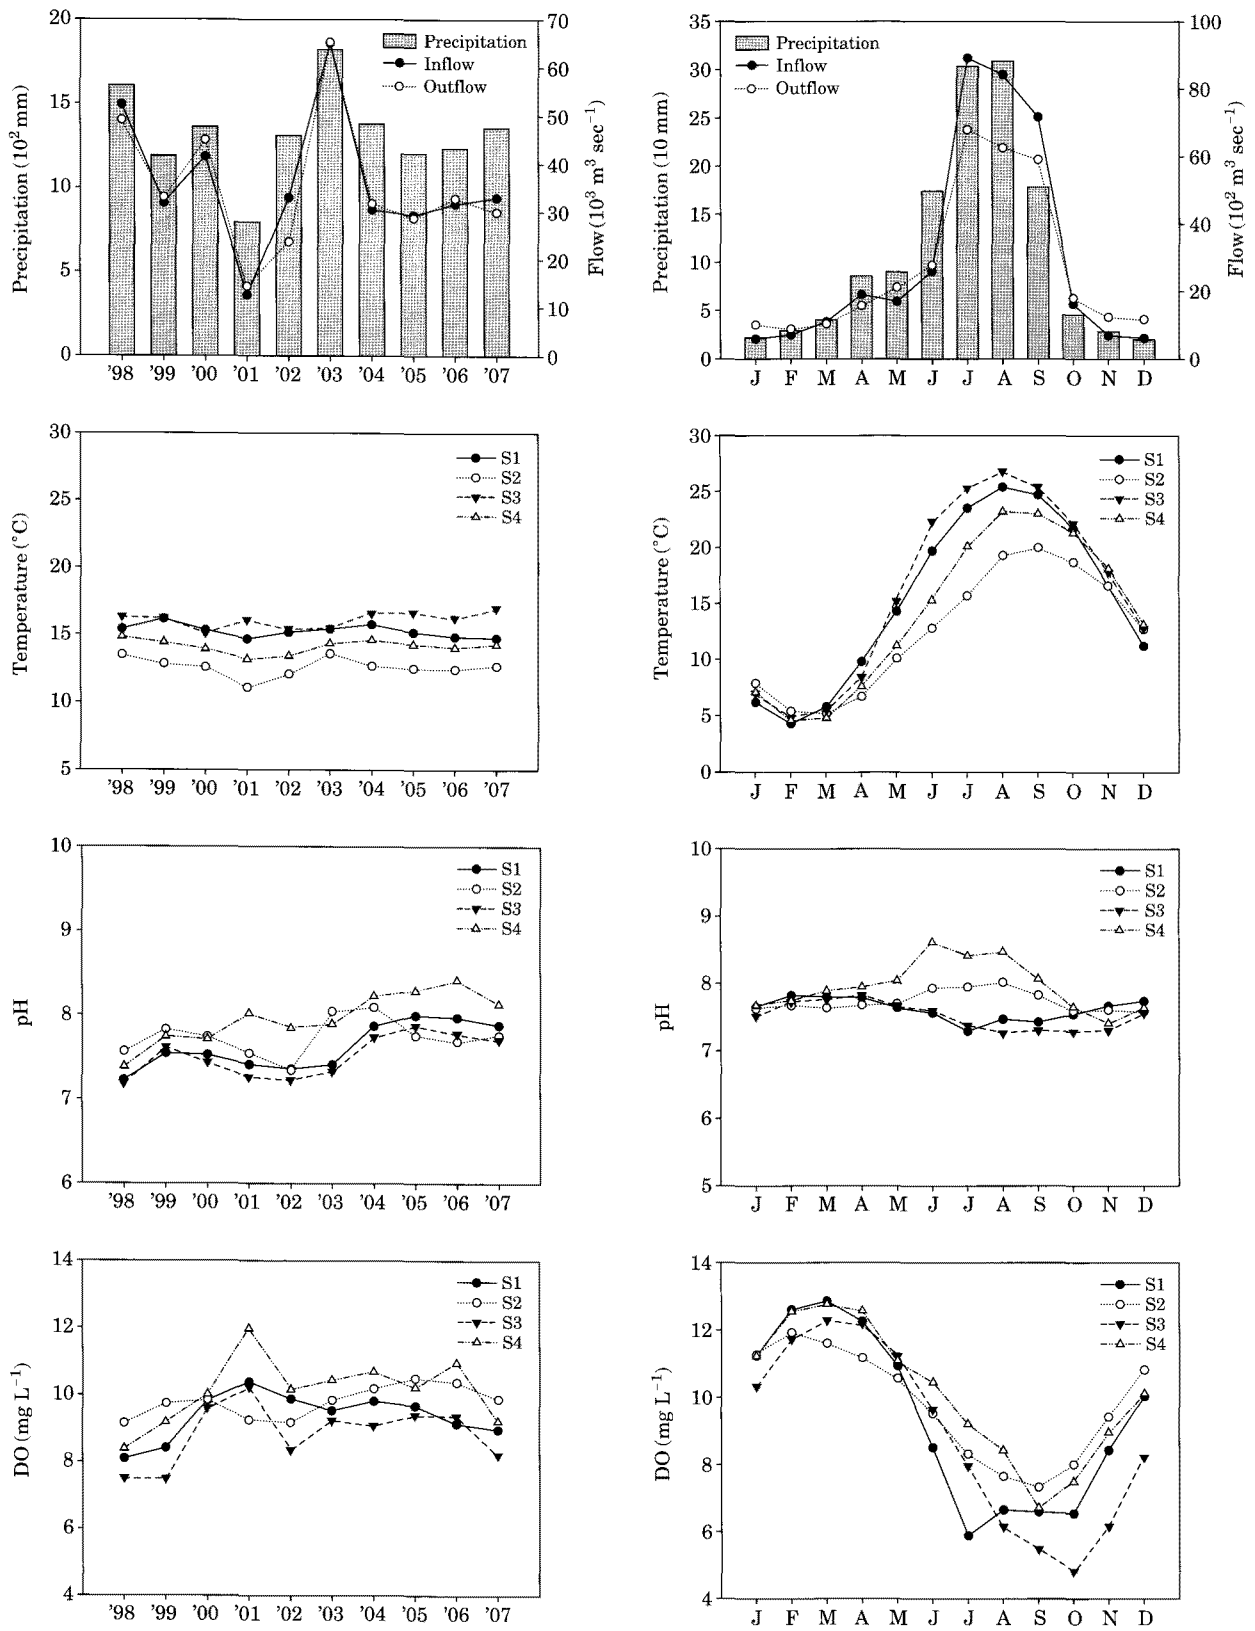 20
15
10
5
0
Precipitation (10² mm)
70
60
50
40
30
20
10
0
Flow (10³ m³ sec⁻¹)
Precipitation
Inflow
Outflow
'98 '99 '00 '01 '02 '03 '04 '05 '06 '07
35
30
25
20
15
10
5
0
Precipitation (10 mm)
100
80
60
40
20
0
Flow (10² m³ sec⁻¹)
Precipitation
Inflow
Outflow
J F M A M J J A S O N D
30
25
20
15
10
5
Temperature (°C)
S1
S2
S3
S4
'98 '99 '00 '01 '02 '03 '04 '05 '06 '07
30
25
20
15
10
5
0
Temperature (°C)
S1
S2
S3
S4
J F M A M J J A S O N D
10
9
8
7
6
pH
S1
S2
S3
S4
'98 '99 '00 '01 '02 '03 '04 '05 '06 '07
10
9
8
7
6
5
pH
S1
S2
S3
S4
J F M A M J J A S O N D
14
12
10
8
6
4
DO (mg L⁻¹)
S1
S2
S3
S4
'98 '99 '00 '01 '02 '03 '04 '05 '06 '07
14
12
10
8
6
4
DO (mg L⁻¹)
S1
S2
S3
S4
J F M A M J J A S O N D